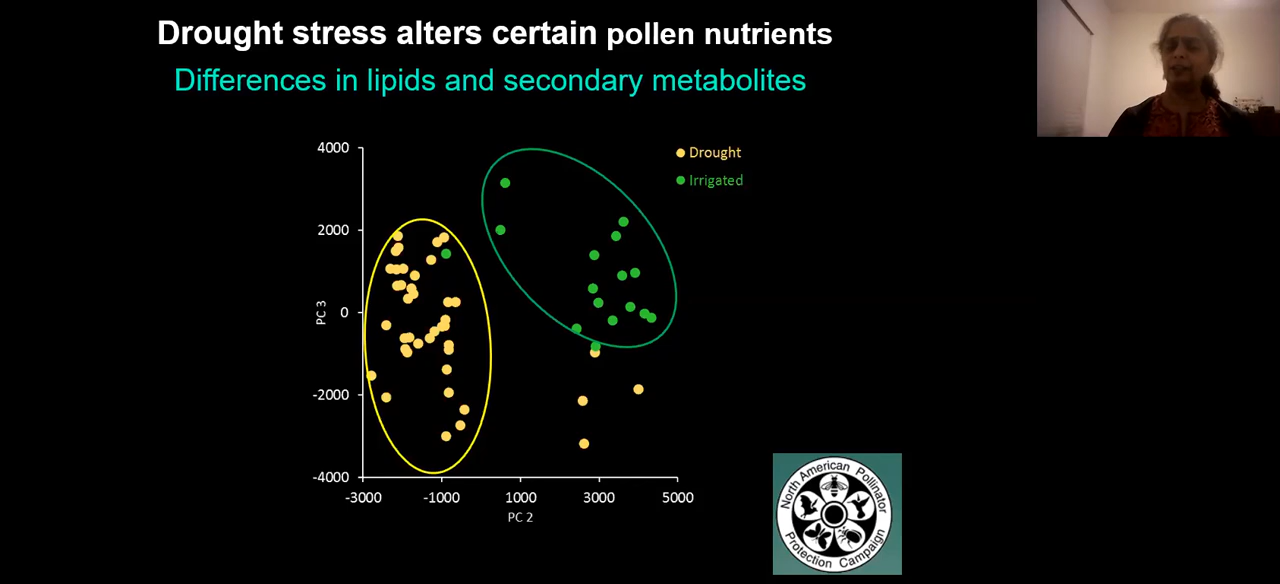 Drought stress alters certain pollen nutrients
Differences in lipids and secondary metabolites
4000
2000
0
-2000
-4000
PC 3
-3000
-1000
1000
3000
5000
PC 2
Drought
Irrigated
North American Pollinator
Protection Campaign